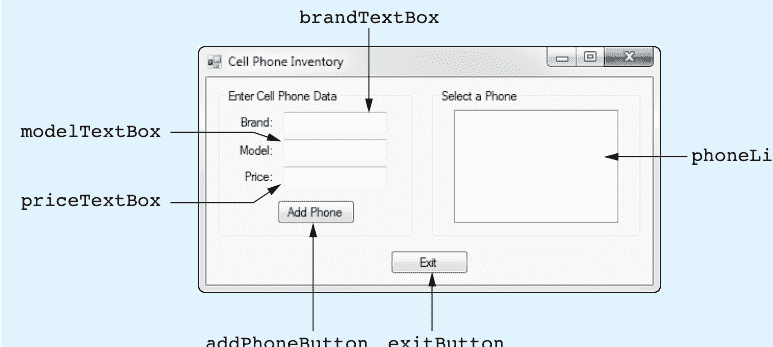 brandTextBox
Cell Phone Inventory
Enter Cell Phone Data
Select a Phone
Brand:
modelTextBox
Model:
phoneLi
Price:
priceTextBox
Add Phone
Exit
addPhoneButton
exitButton